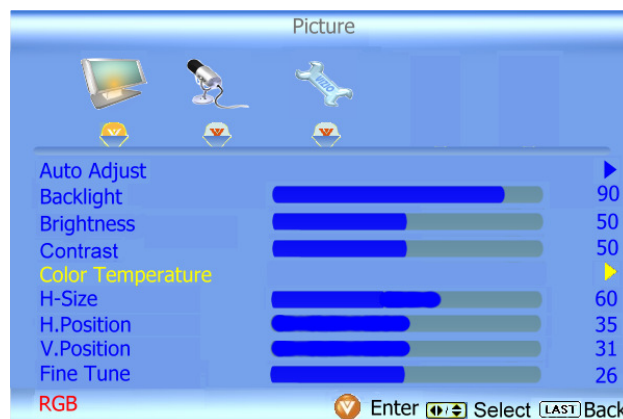 Picture
VIZIO
Auto Adjust
Backlight 90
Brightness 50
Contrast 50
Color Temperature
H-Size 60
H.Position 35
V.Position 31
Fine Tune 26
RGB Enter Select LAST Back